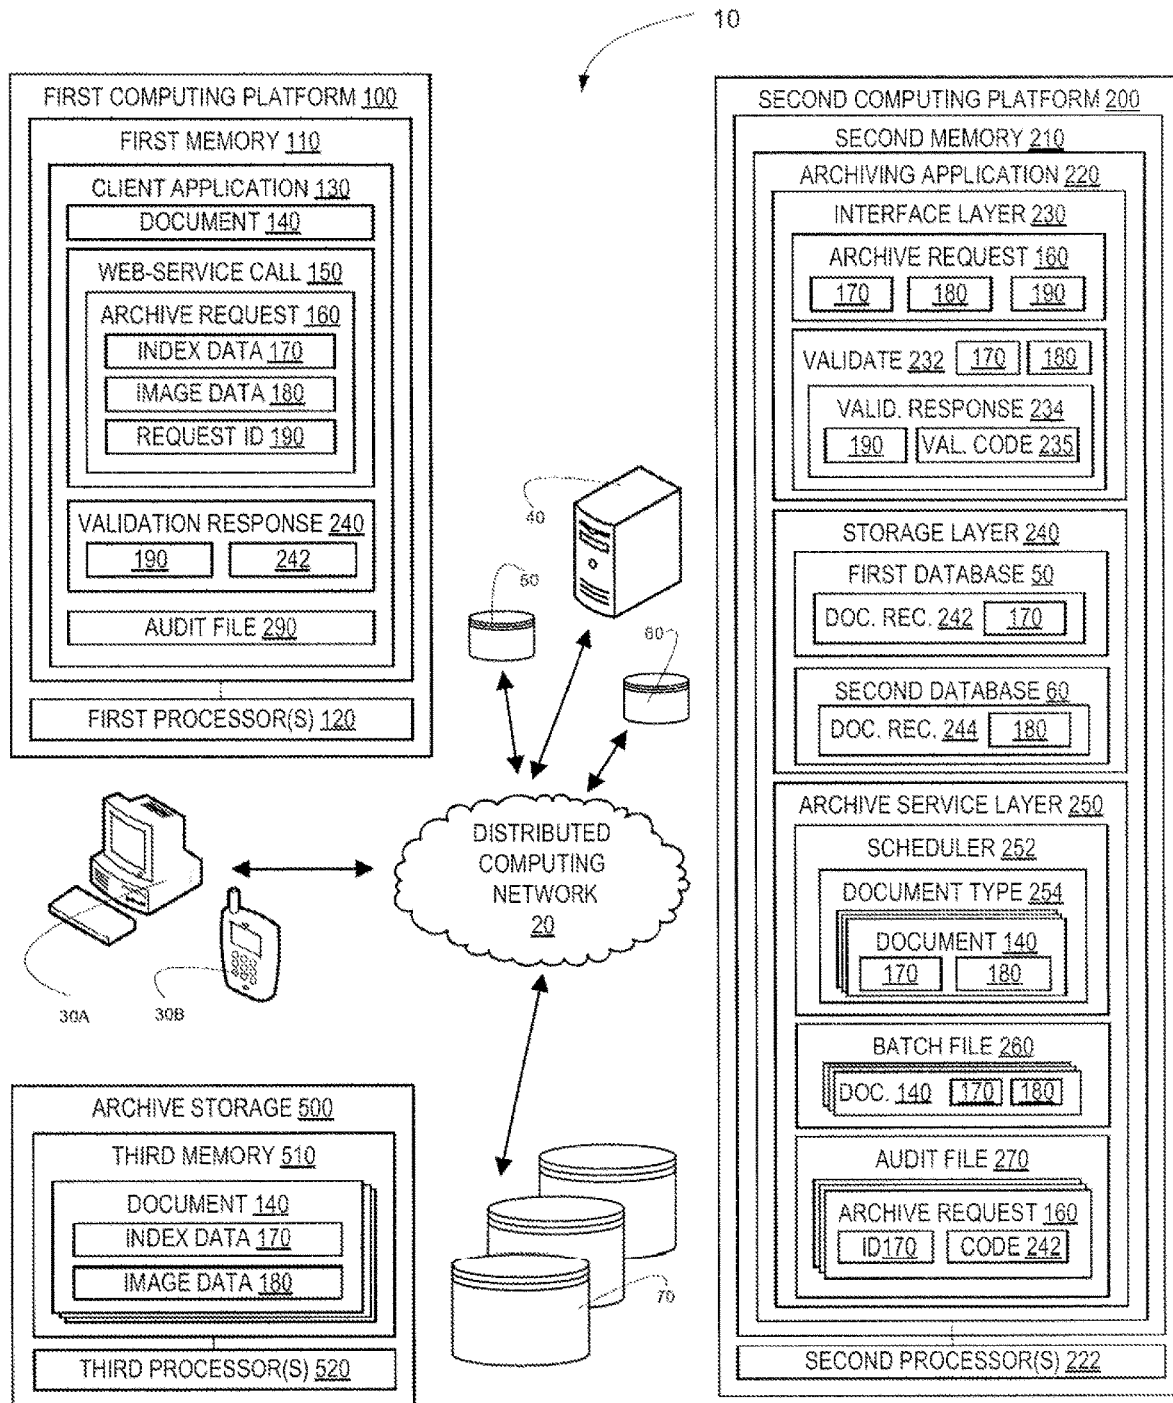 10
FIRST COMPUTING PLATFORM 100
FIRST MEMORY 110
CLIENT APPLICATION 130
DOCUMENT 140
WEB-SERVICE CALL 150
ARCHIVE REQUEST 160
INDEX DATA 170
IMAGE DATA 180
REQUEST ID 190
VALIDATION RESPONSE 240
190 242
AUDIT FILE 290
FIRST PROCESSOR(S) 120
40
50
60
DISTRIBUTED
COMPUTING
NETWORK
20
30A
30B
ARCHIVE STORAGE 500
THIRD MEMORY 510
DOCUMENT 140
INDEX DATA 170
IMAGE DATA 180
THIRD PROCESSOR(S) 520
70
SECOND COMPUTING PLATFORM 200
SECOND MEMORY 210
ARCHIVING APPLICATION 220
INTERFACE LAYER 230
ARCHIVE REQUEST 160
170 180 190
VALIDATE 232 170 180
VALID. RESPONSE 234
190 VAL. CODE 235
STORAGE LAYER 240
FIRST DATABASE 50
DOC. REC. 242 170
SECOND DATABASE 60
DOC. REC. 244 180
ARCHIVE SERVICE LAYER 250
SCHEDULER 252
DOCUMENT TYPE 254
DOCUMENT 140
170 180
BATCH FILE 260
DOC. 140 170 180
AUDIT FILE 270
ARCHIVE REQUEST 160
ID170 CODE 242
SECOND PROCESSOR(S) 222